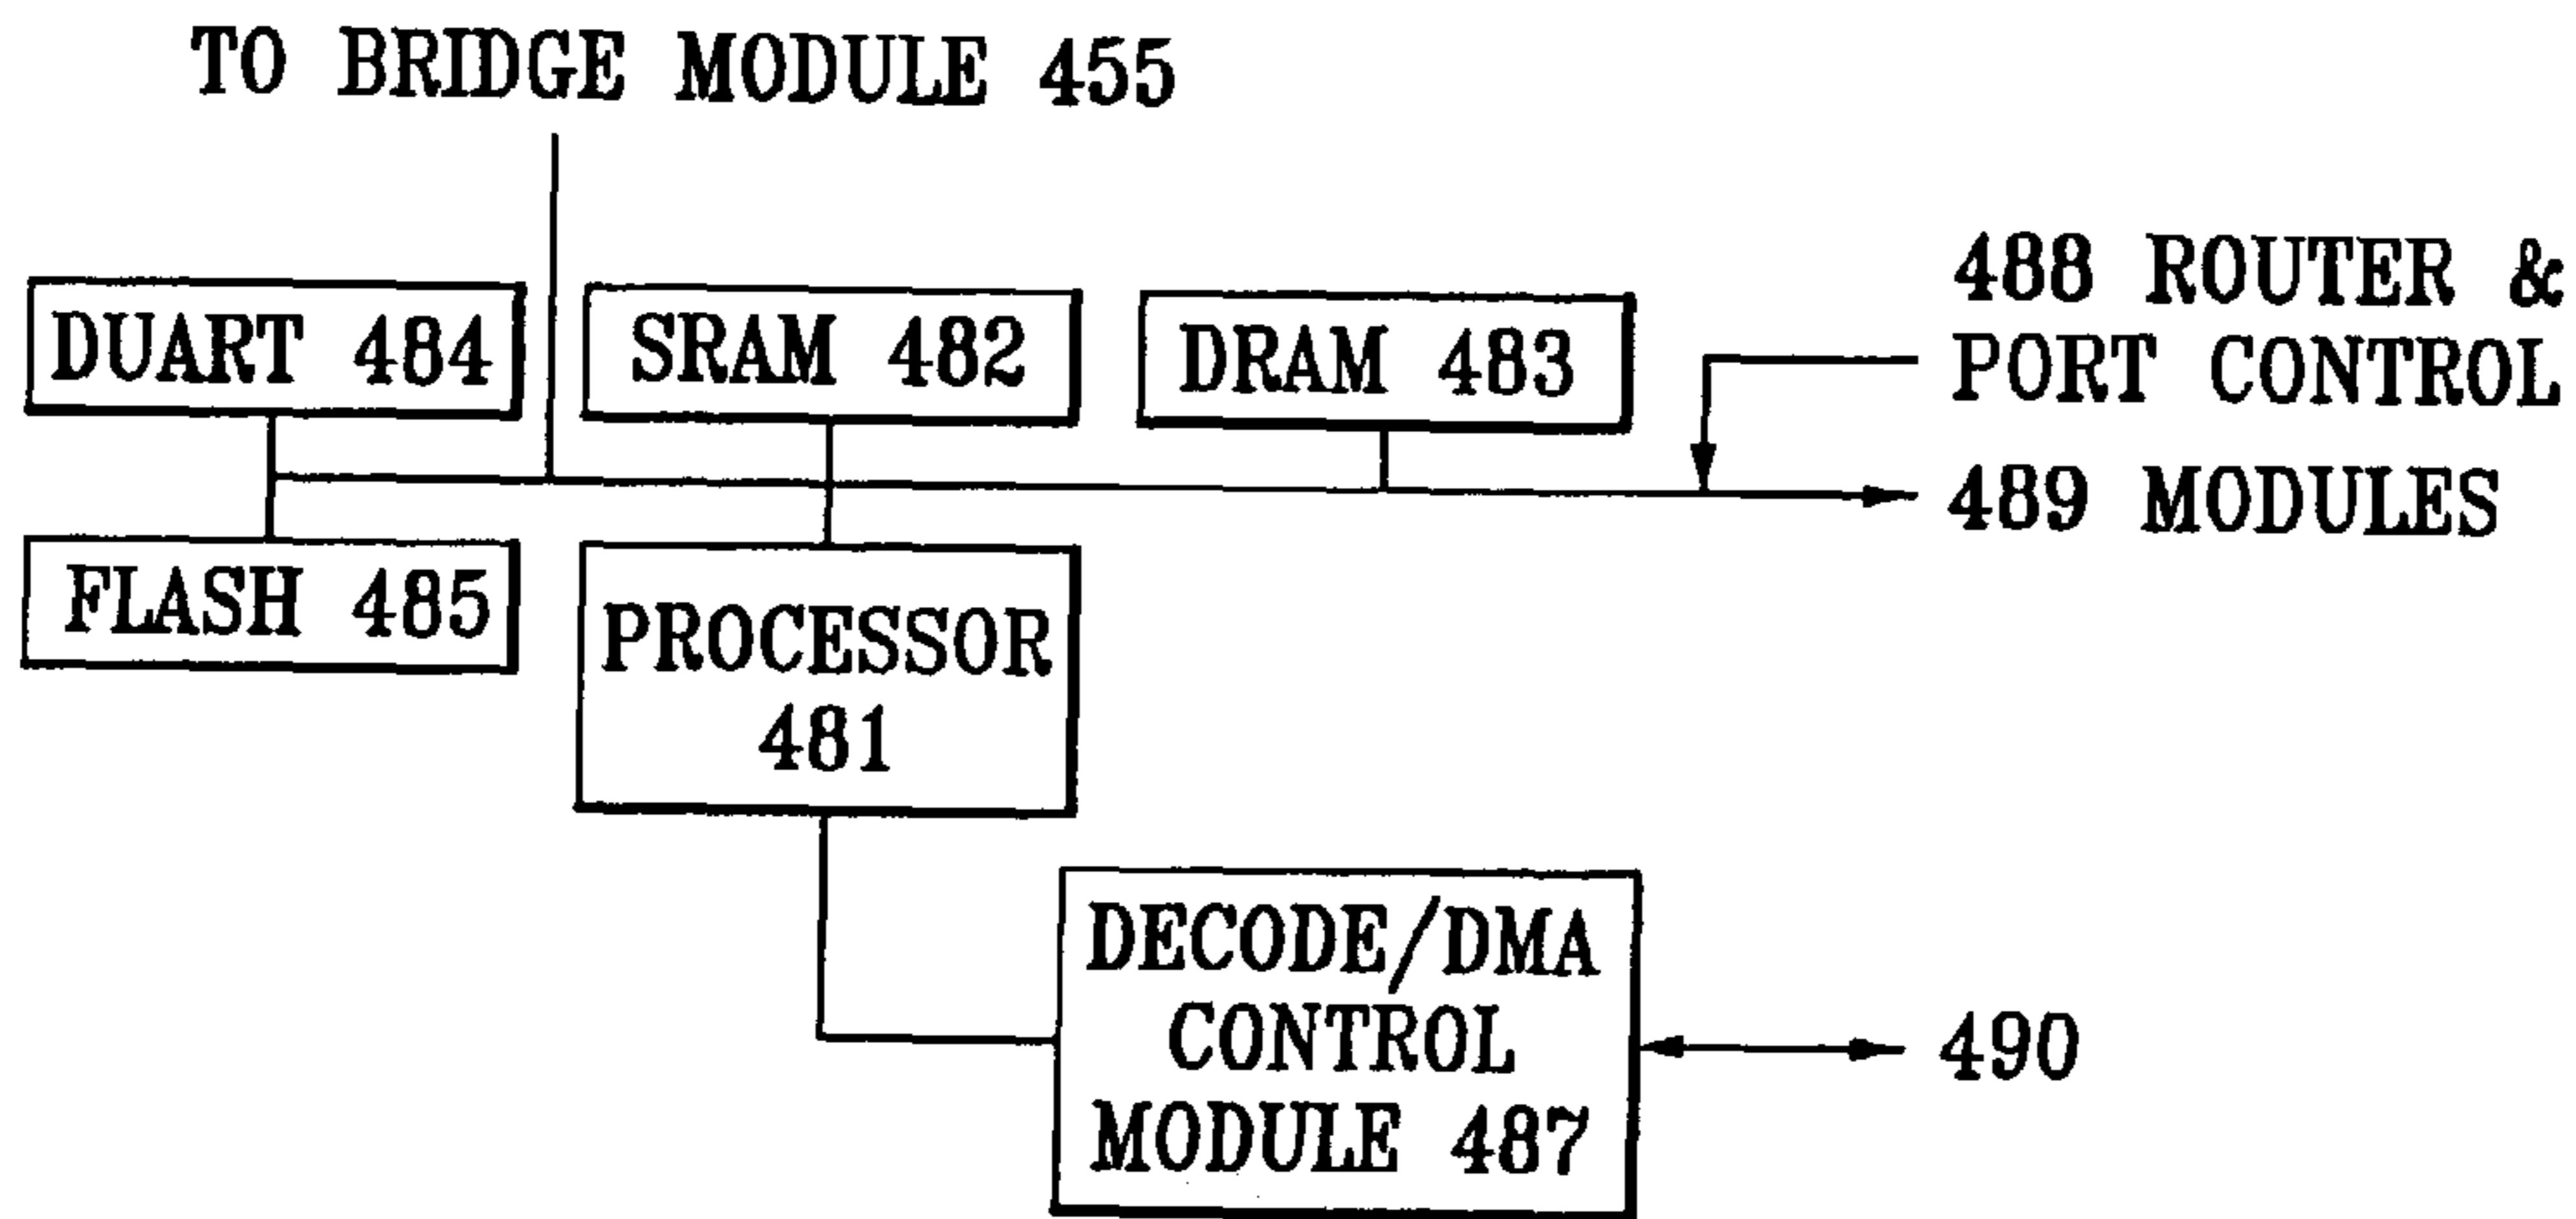 TO BRIDGE MODULE 455
DUART 484
SRAM 482
DRAM 483
488 ROUTER &
PORT CONTROL
489 MODULES
FLASH 485
PROCESSOR
481
DECODE/DMA
CONTROL
MODULE 487
490